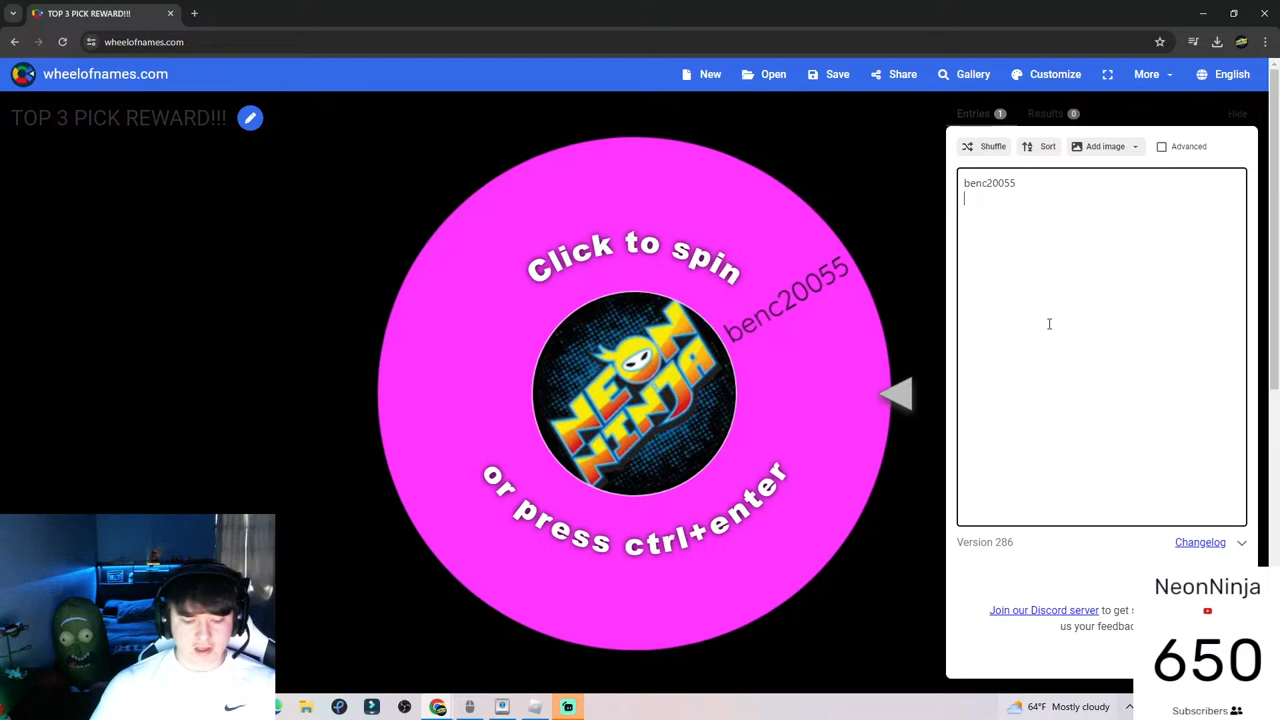 TOP 3 PICK REWARD!!!
wheelofnames.com
wheelofnames.com
New
Open
Save
Share
Gallery
Customize
More
English
TOP 3 PICK REWARD!!!
Entries 1
Results 0
Hide
Shuffle
Sort
Add image
Advanced
benc20055
Click to spin
benc20055
NEON
NINJA
or press ctrl+enter
Version 286
Changelog
Join our Discord server to get s
us your feedba
NeonNinja
650
Subscribers
64°F Mostly cloudy